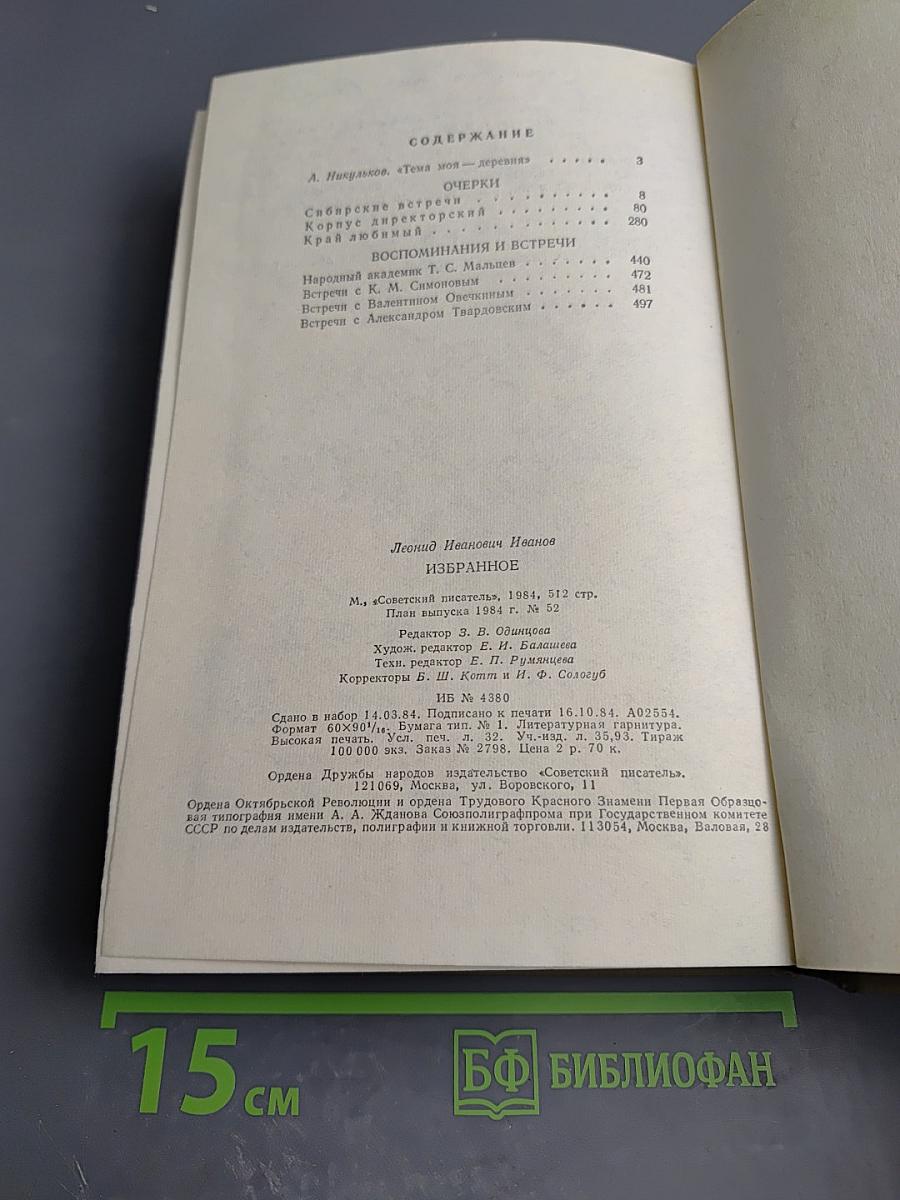 СОДЕРЖАНИЕ
А. Никульков. «Тема моя — деревня» . . . . . 3
ОЧЕРКИ
Сибирские встречи . . . . . . . . . . 8
Корпус директорский . . . . . . . . . 80
Край любимый . . . . . . . . . . . . . 280
ВОСПОМИНАНИЯ И ВСТРЕЧИ
Народный академик Т. С. Мальцев . . . . . . . 440
Встречи с К. М. Симоновым . . . . . . . . . 472
Встречи с Валентином Овечкиным . . . . . . . 481
Встречи с Александром Твардовским . . . . . . 497
Леонид Иванович Иванов
ИЗБРАННОЕ
М., «Советский писатель», 1984, 512 стр.
План выпуска 1984 г. № 52
Редактор З. В. Одинцова
Худож. редактор Е. И. Балашева
Техн. редактор Е. П. Румянцева
Корректоры Б. Ш. Котт и И. Ф. Сологуб
ИБ № 4380
Сдано в набор 14.03.84. Подписано к печати 16.10.84. А02554.
Формат 60×90¹/₁₆. Бумага тип. № 1. Литературная гарнитура.
Высокая печать. Усл. печ. л. 32. Уч.-изд. л. 35,93. Тираж
100 000 экз. Заказ № 2798. Цена 2 р. 70 к.
Ордена Дружбы народов издательство «Советский писатель».
121069, Москва, ул. Воровского, 11
Ордена Октябрьской Революции и ордена Трудового Красного Знамени Первая Образцо-
вая типография имени А. А. Жданова Союзполиграфпрома при Государственном комитете
СССР по делам издательств, полиграфии и книжной торговли. 113054, Москва, Валовая, 28
15 см
БФ БИБЛИОФАН